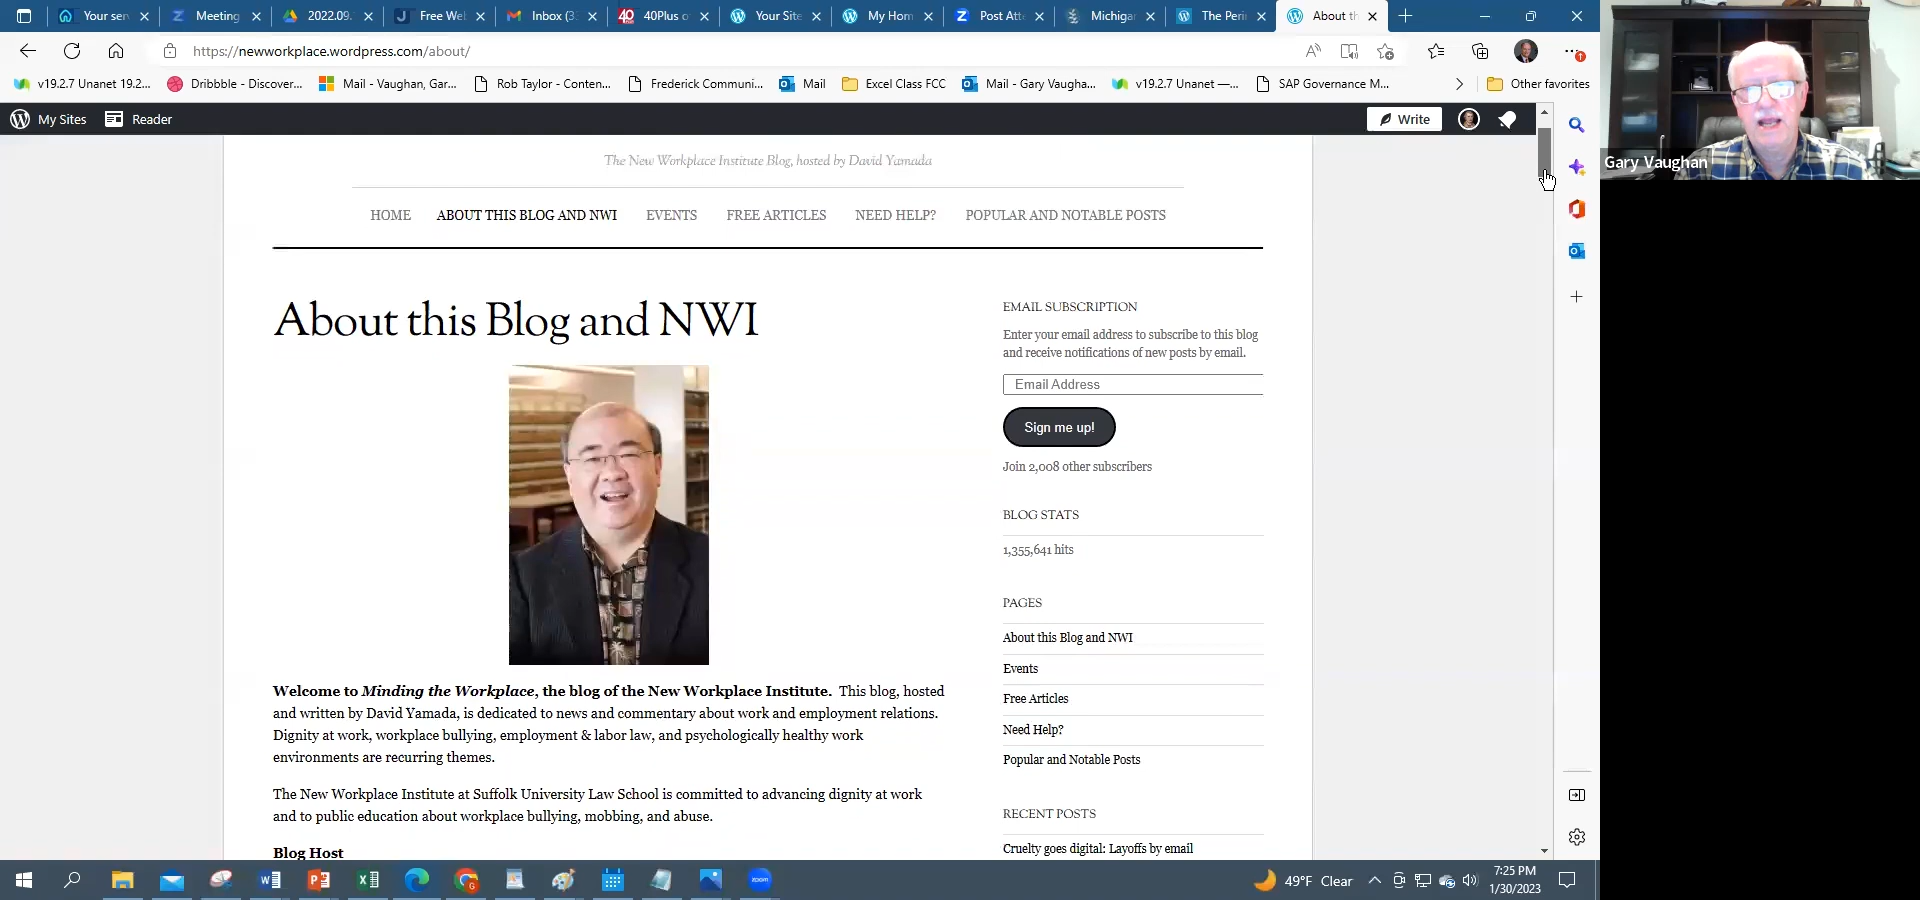 Your ser
Meeting
2022.09.
Free We
Inbox (3
40 40Plus o
Your Site
My Hom
Post Att
Michiga
The Peri
About th
https://newworkplace.wordpress.com/about/
v19.2.7 Unanet 19.2...
Dribbble - Discover...
Mail - Vaughan, Gar...
Rob Taylor - Conten...
Frederick Communi...
Mail
Excel Class FCC
Mail - Gary Vaugha...
v19.2.7 Unanet —...
SAP Governance M...
Other favorites
My Sites
Reader
Write
Gary Vaughan
The New Workplace Institute Blog, hosted by David Yamada
HOME
ABOUT THIS BLOG AND NWI
EVENTS
FREE ARTICLES
NEED HELP?
POPULAR AND NOTABLE POSTS
About this Blog and NWI
Welcome to Minding the Workplace, the blog of the New Workplace Institute. This blog, hosted
and written by David Yamada, is dedicated to news and commentary about work and employment relations.
Dignity at work, workplace bullying, employment & labor law, and psychologically healthy work
environments are recurring themes.
The New Workplace Institute at Suffolk University Law School is committed to advancing dignity at work
and to public education about workplace bullying, mobbing, and abuse.
Blog Host
EMAIL SUBSCRIPTION
Enter your email address to subscribe to this blog
and receive notifications of new posts by email.
Email Address
Sign me up!
Join 2,008 other subscribers
BLOG STATS
1,355,641 hits
PAGES
About this Blog and NWI
Events
Free Articles
Need Help?
Popular and Notable Posts
RECENT POSTS
Cruelty goes digital: Layoffs by email
zoom
49°F Clear
7:25 PM
1/30/2023